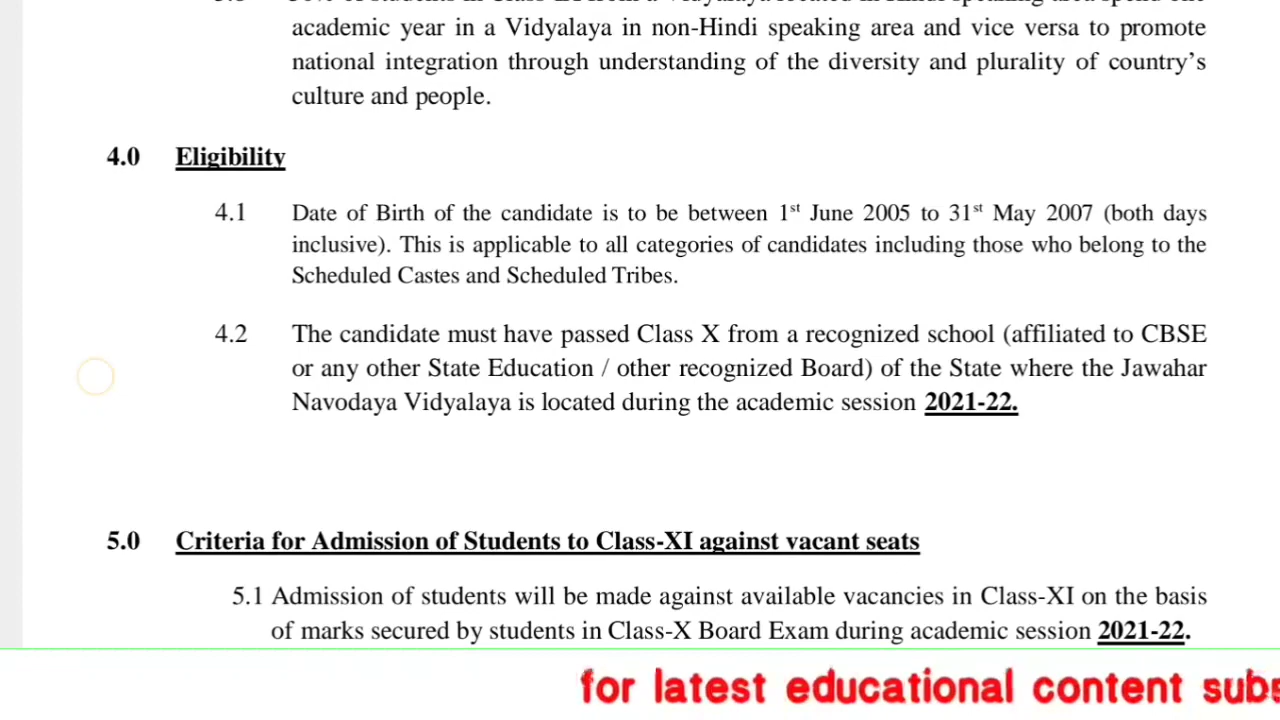 academic year in a Vidyalaya in non-Hindi speaking area and vice versa to promote
national integration through understanding of the diversity and plurality of country’s
culture and people.
4.0 Eligibility
4.1 Date of Birth of the candidate is to be between 1st June 2005 to 31st May 2007 (both days
inclusive). This is applicable to all categories of candidates including those who belong to the
Scheduled Castes and Scheduled Tribes.
4.2 The candidate must have passed Class X from a recognized school (affiliated to CBSE
or any other State Education / other recognized Board) of the State where the Jawahar
Navodaya Vidyalaya is located during the academic session 2021-22.
5.0 Criteria for Admission of Students to Class-XI against vacant seats
5.1 Admission of students will be made against available vacancies in Class-XI on the basis
of marks secured by students in Class-X Board Exam during academic session 2021-22.
for latest educational content subs